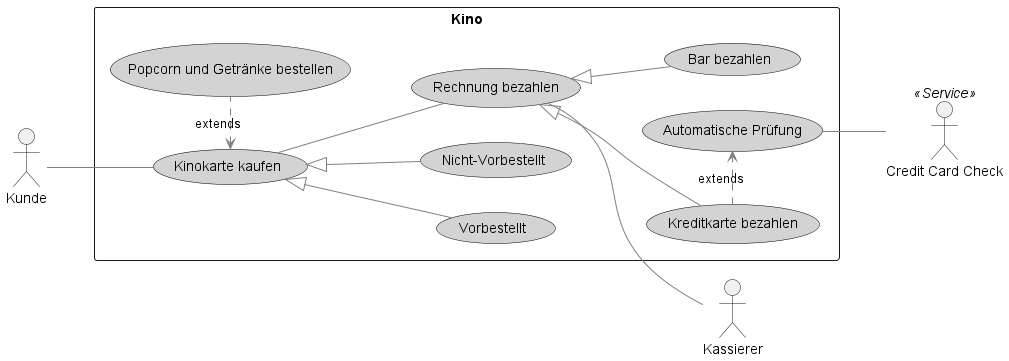 Kino
Popcorn und Getränke bestellen
Bar bezahlen
Rechnung bezahlen
«Service»
extends
Automatische Prüfung
Kinokarte kaufen
Nicht-Vorbestellt
Credit Card Check
extends
Kunde
Vorbestellt
Kreditkarte bezahlen
Kassierer